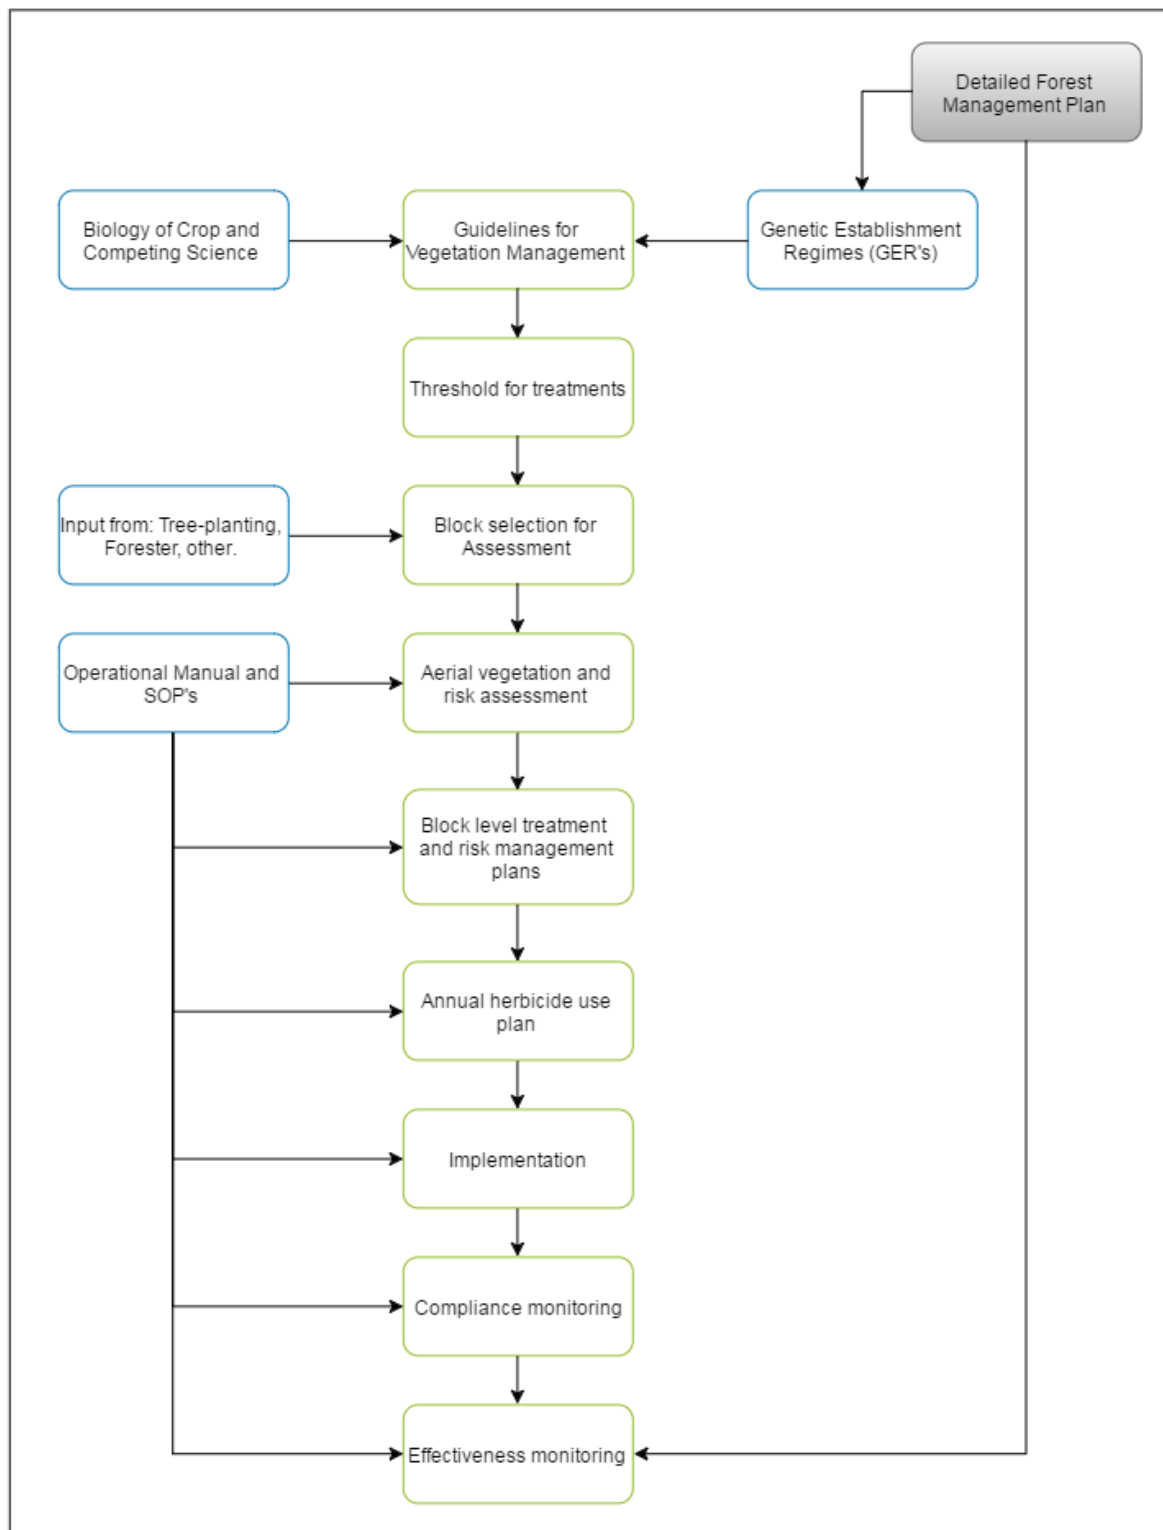 Detailed Forest
Management Plan
Biology of Crop and
Competing Science
Guidelines for
Vegetation Management
Genetic Establishment
Regimes (GER's)
Threshold for treatments
Input from: Tree-planting,
Forester, other.
Block selection for
Assessment
Operational Manual and
SOP's
Aerial vegetation and
risk assessment
Block level treatment
and risk management
plans
Annual herbicide use
plan
Implementation
Compliance monitoring
Effectiveness monitoring